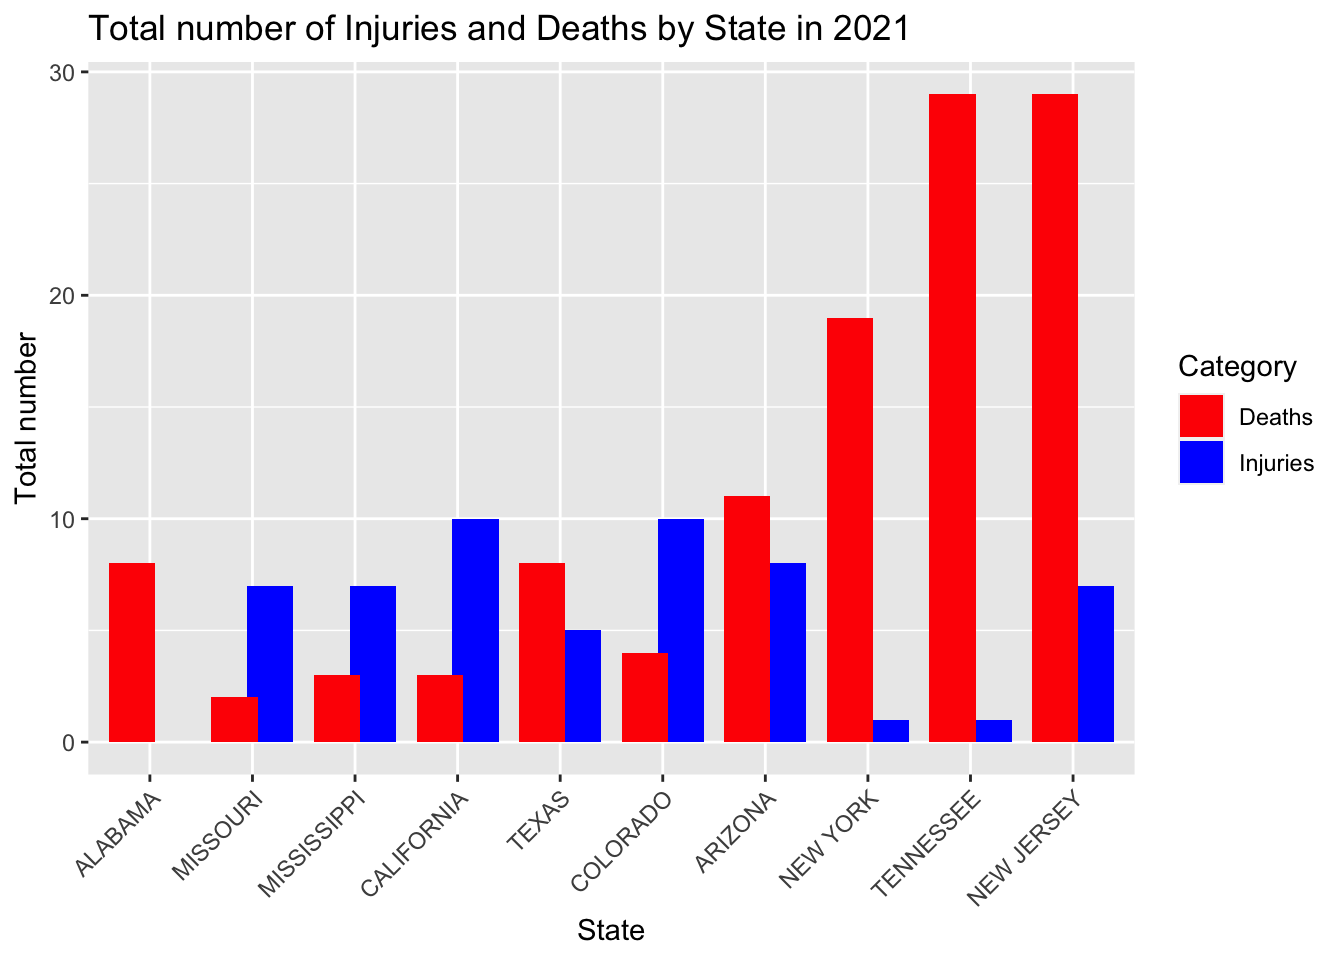 Total number of Injuries and Deaths by State in 2021
30
20
10
0
Total number
ALABAMA
MISSOURI
MISSISSIPPI
CALIFORNIA
TEXAS
COLORADO
ARIZONA
NEW YORK
TENNESSEE
NEW JERSEY
State
Category
Deaths
Injuries